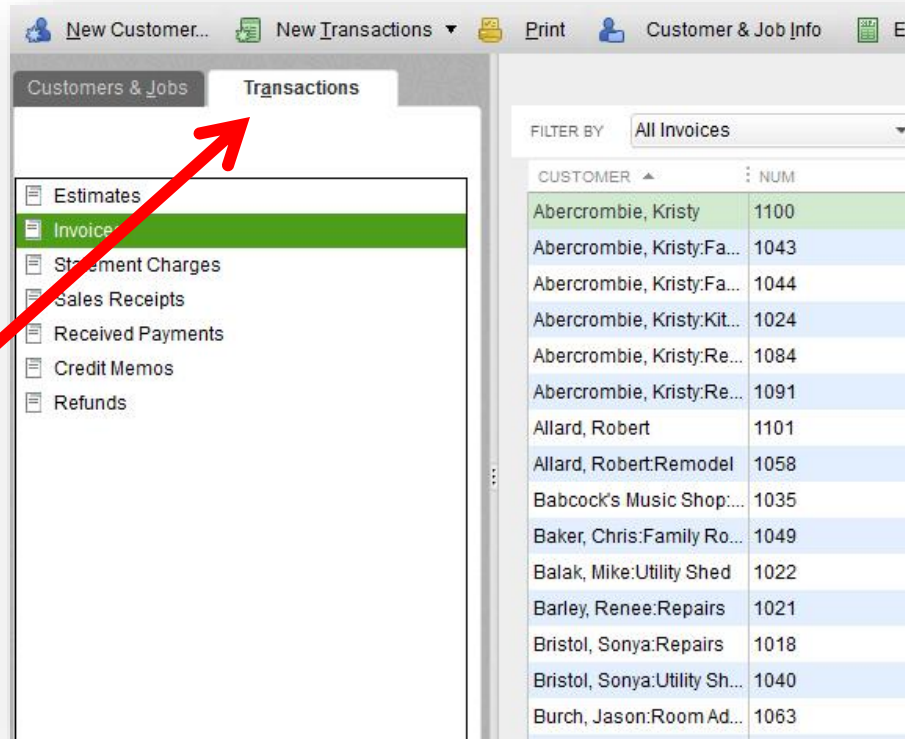 New Customer... New Transactions Print Customer & Job Info E
Customers & Jobs Transactions
FILTER BY All Invoices
CUSTOMER NUM
Estimates
Invoices
Statement Charges
Sales Receipts
Received Payments
Credit Memos
Refunds
Abercrombie, Kristy 1100
Abercrombie, Kristy:Fa... 1043
Abercrombie, Kristy:Fa... 1044
Abercrombie, Kristy:Kit... 1024
Abercrombie, Kristy:Re... 1084
Abercrombie, Kristy:Re... 1091
Allard, Robert 1101
Allard, Robert:Remodel 1058
Babcock's Music Shop:... 1035
Baker, Chris:Family Ro... 1049
Balak, Mike:Utility Shed 1022
Barley, Renee:Repairs 1021
Bristol, Sonya:Repairs 1018
Bristol, Sonya:Utility Sh... 1040
Burch, Jason:Room Ad... 1063